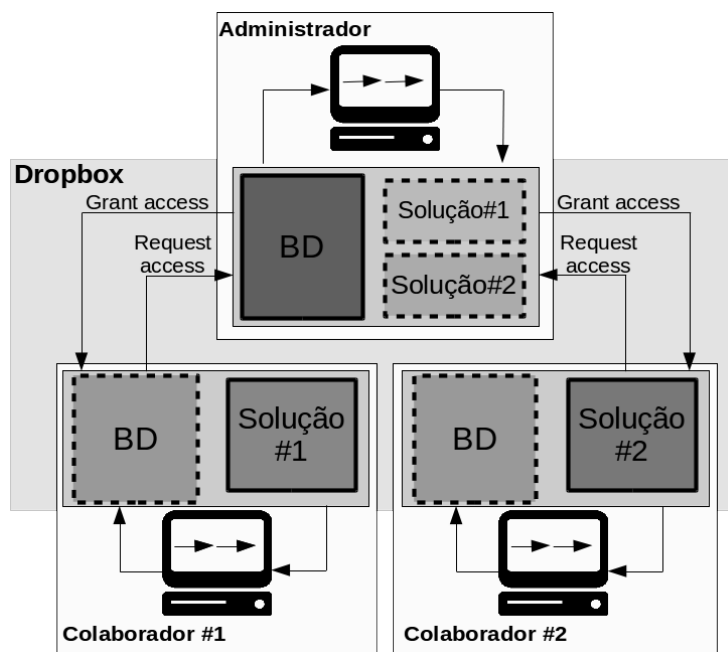 Administrador
Dropbox
Grant access
Request
access
BD
Solução#1
Solução#2
Grant access
Request
access
BD
Solução
#1
BD
Solução
#2
Colaborador #1
Colaborador #2